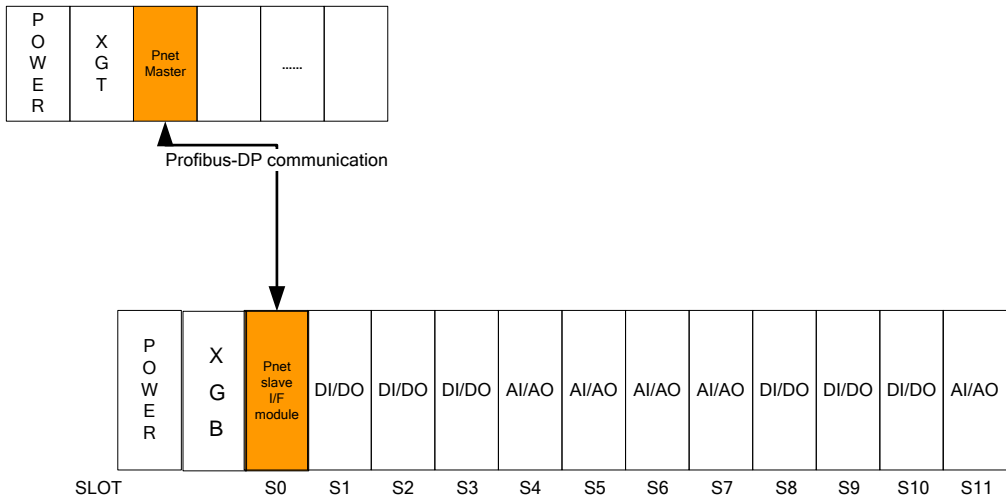 P
O
W
E
R
X
G
T
Pnet
Master
......
Profibus-DP communication
P
O
W
E
R
X
G
B
Pnet
slave
I/F
module
DI/DO DI/DO DI/DO AI/AO AI/AO AI/AO AI/AO DI/DO DI/DO DI/DO AI/AO
SLOT S0 S1 S2 S3 S4 S5 S6 S7 S8 S9 S10 S11